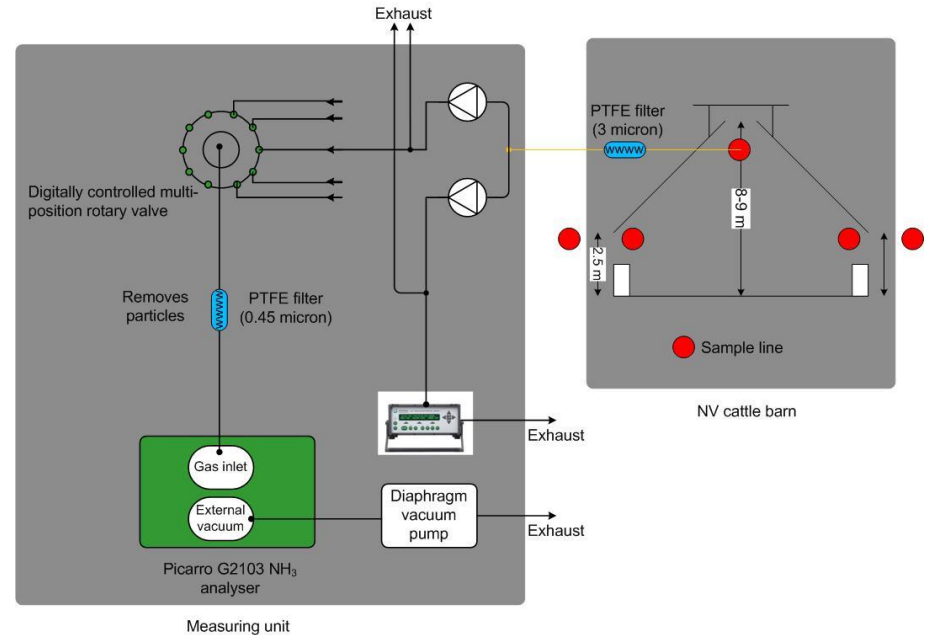 Exhaust
PTFE filter
(3 micron)
8-9 m
Digitally controlled multi-
position rotary valve
2.5 m
Removes
particles
PTFE filter
(0.45 micron)
Sample line
NV cattle barn
Exhaust
Gas inlet
External
vacuum
Diaphragm
vacuum
pump
Exhaust
Picarro G2103 NH₃
analyser
Measuring unit